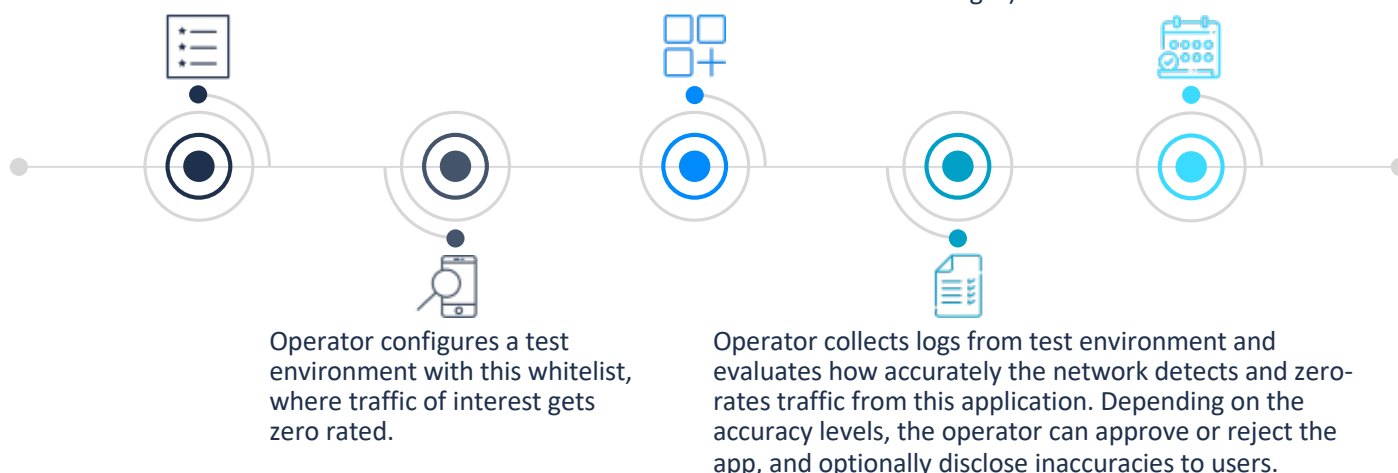 Operator configures a test
environment with this whitelist,
where traffic of interest gets
zero rated.
Operator collects logs from test environment and
evaluates how accurately the network detects and zero-
rates traffic from this application. Depending on the
accuracy levels, the operator can approve or reject the
app, and optionally disclose inaccuracies to users.